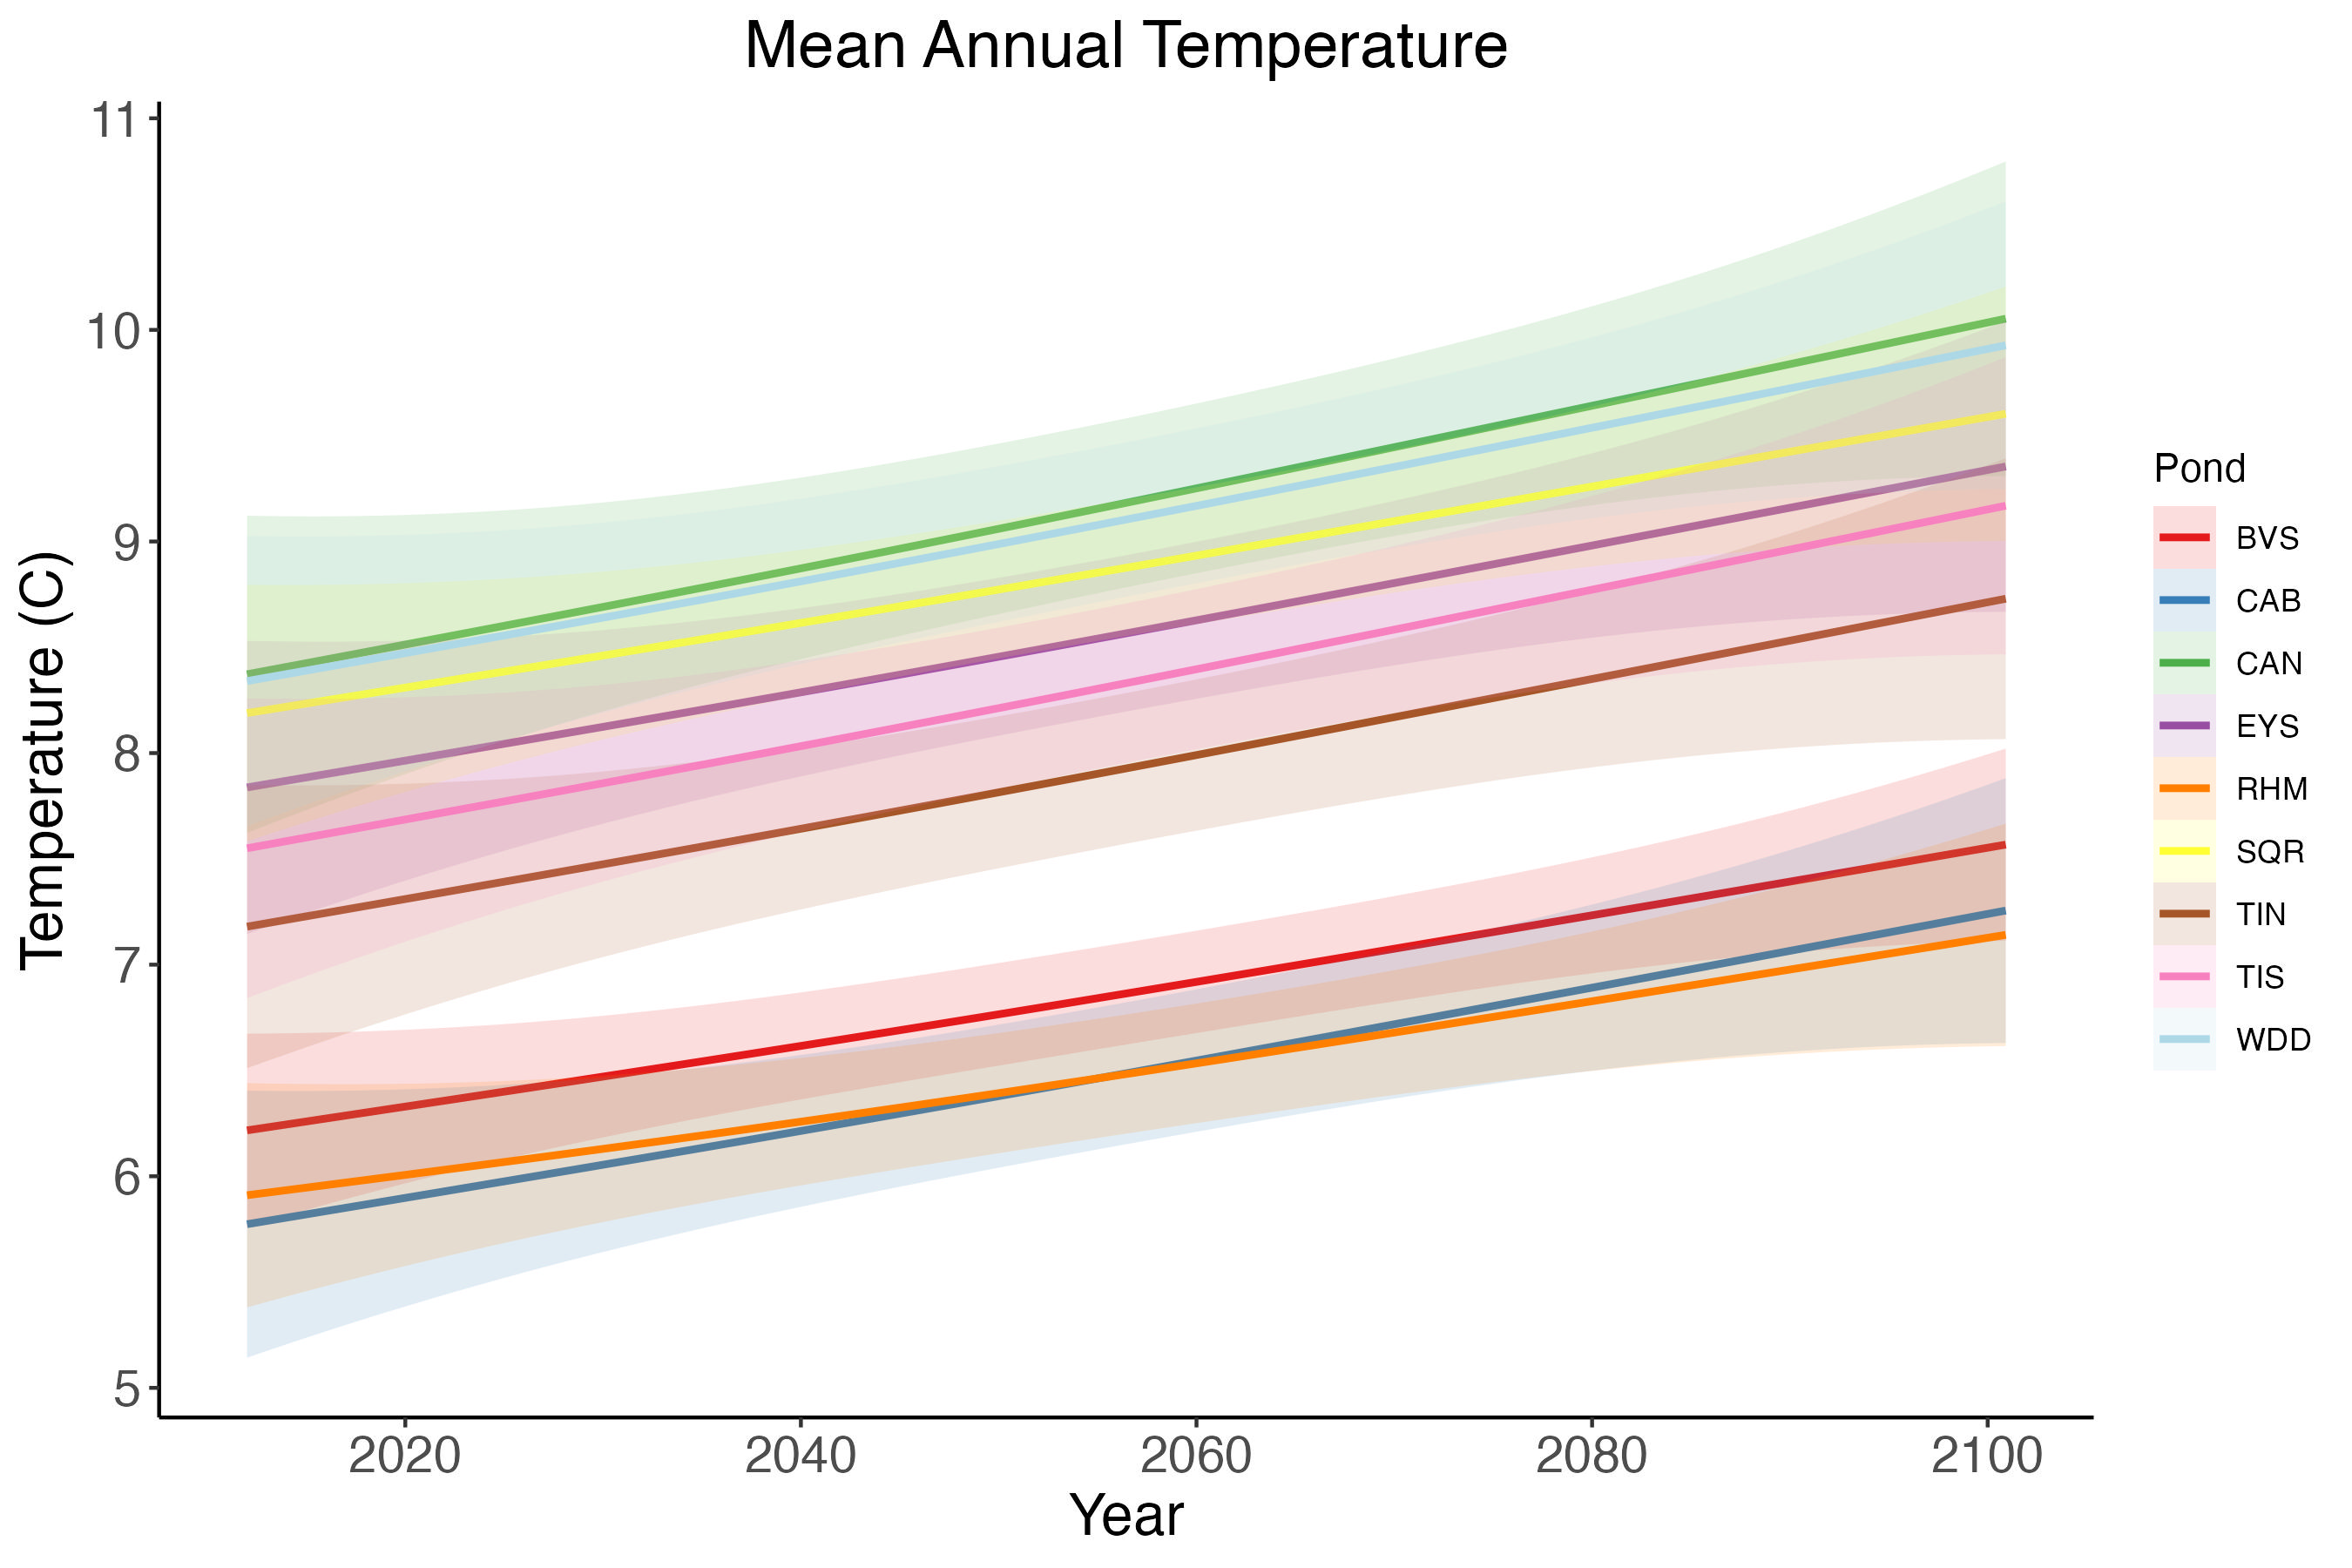 Mean Annual Temperature
11
10
9
8
7
6
5
Temperature (C)
2020 2040 2060 2080 2100
Year
Pond
BVS
CAB
CAN
EYS
RHM
SQR
TIN
TIS
WDD